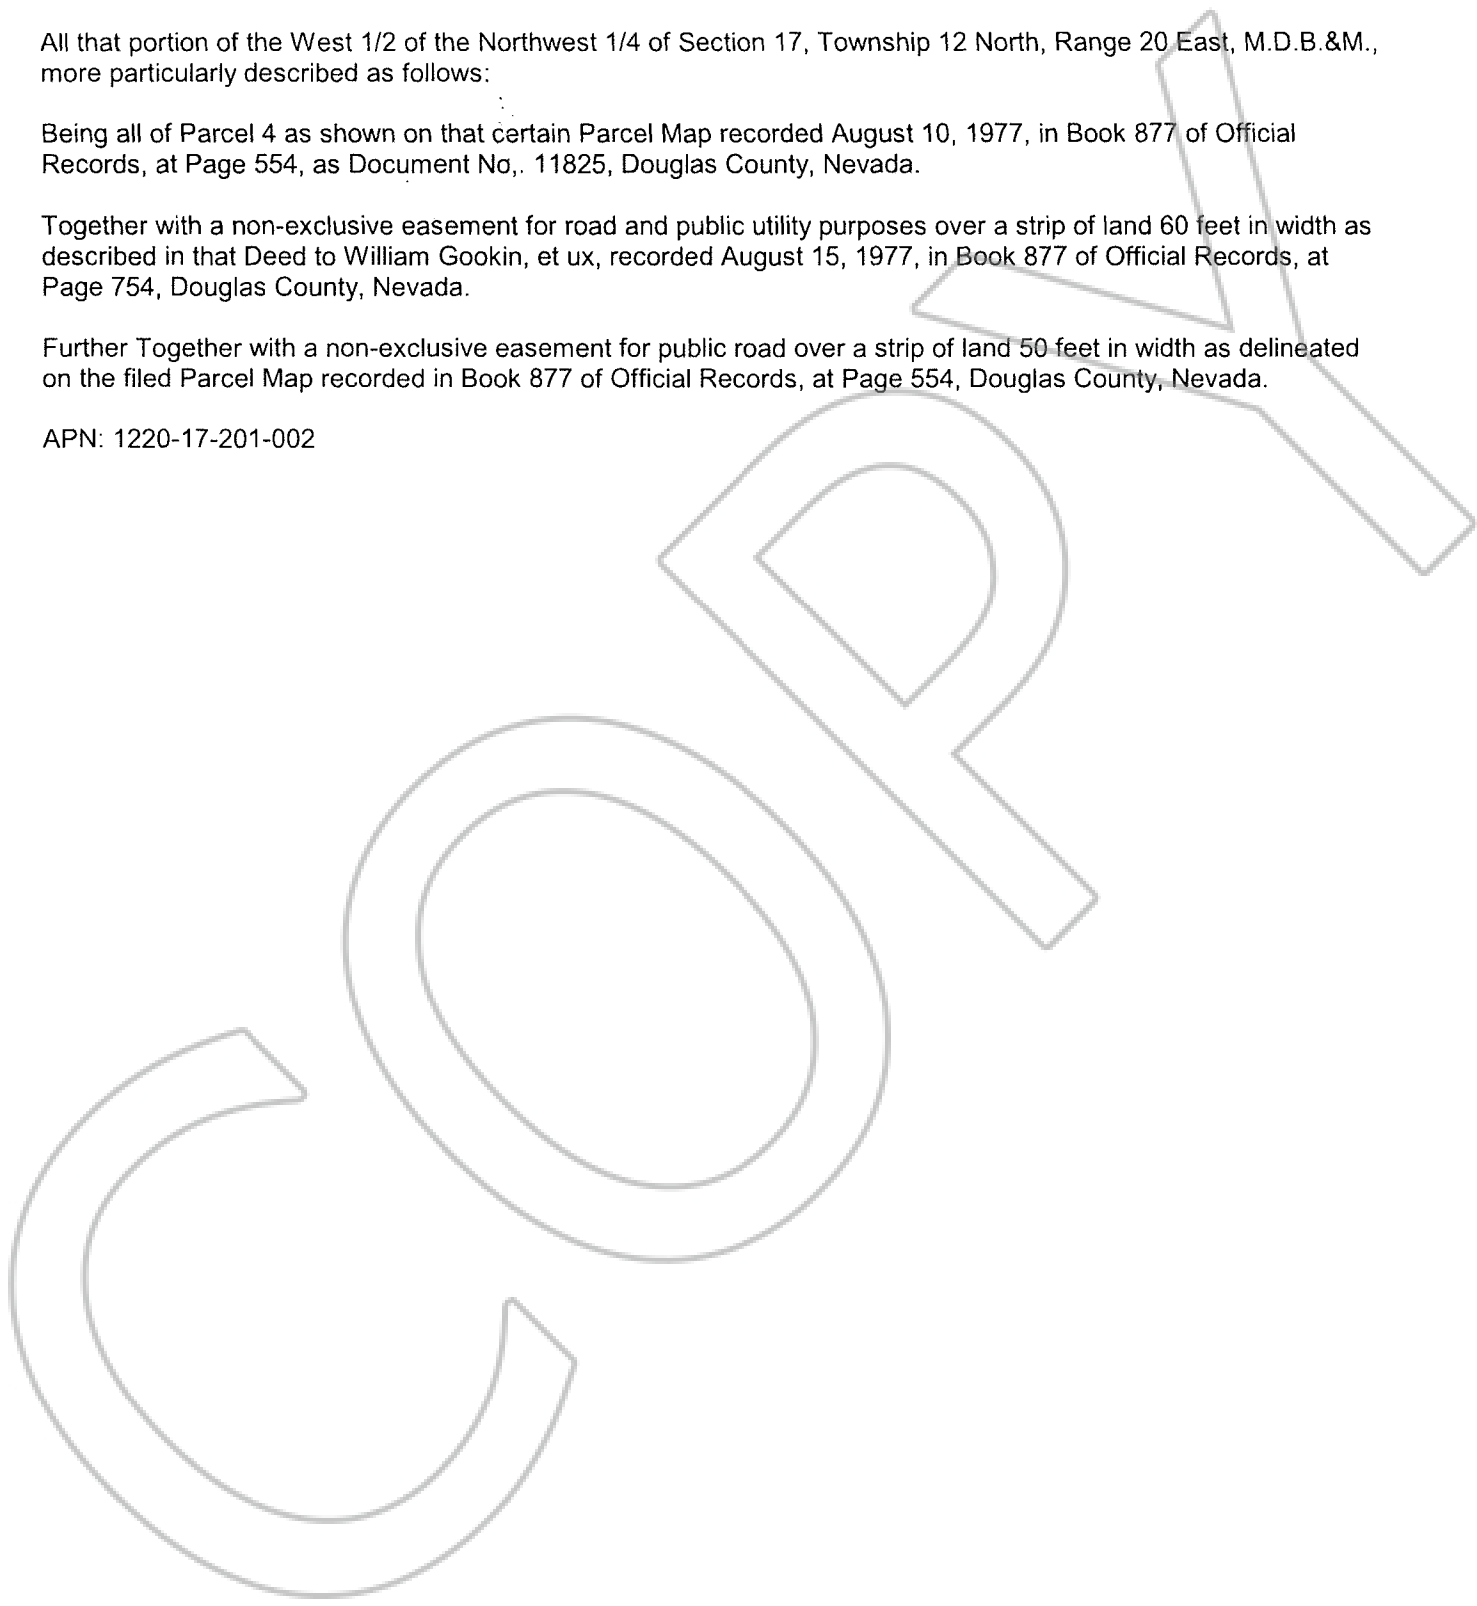 All that portion of the West 1/2 of the Northwest 1/4 of Section 17, Township 12 North, Range 20 East, M.D.B.&M.,
more particularly described as follows:
Being all of Parcel 4 as shown on that certain Parcel Map recorded August 10, 1977, in Book 877 of Official
Records, at Page 554, as Document No,. 11825, Douglas County, Nevada.
Together with a non-exclusive easement for road and public utility purposes over a strip of land 60 feet in width as
described in that Deed to William Gookin, et ux, recorded August 15, 1977, in Book 877 of Official Records, at
Page 754, Douglas County, Nevada.
Further Together with a non-exclusive easement for public road over a strip of land 50 feet in width as delineated
on the filed Parcel Map recorded in Book 877 of Official Records, at Page 554, Douglas County, Nevada.
APN: 1220-17-201-002
COPY